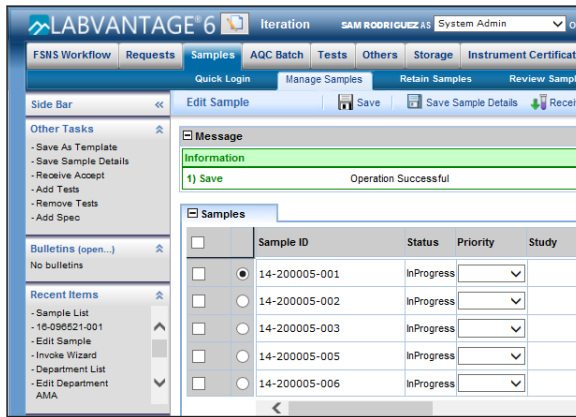 LABVANTAGE® 6 Iteration SAM RODRIGUEZ AS System Admin
FSNS Workflow Requests Samples AQC Batch Tests Others Storage Instrument Certificat
Quick Login Manage Samples Retain Samples Review Sampl
Side Bar << Edit Sample Save Save Sample Details Recei
Other Tasks
- Save As Template
- Save Sample Details
- Receive Accept
- Add Tests
- Remove Tests
- Add Spec
Bulletins (open...)
No bulletins
Recent Items
- Sample List
- 16-096521-001
- Edit Sample
- Invoke Wizard
- Department List
- Edit Department
AMA
Message
Information
1) Save Operation Successful
Samples
Sample ID Status Priority Study
14-200005-001 InProgress
14-200005-002 InProgress
14-200005-003 InProgress
14-200005-005 InProgress
14-200005-006 InProgress